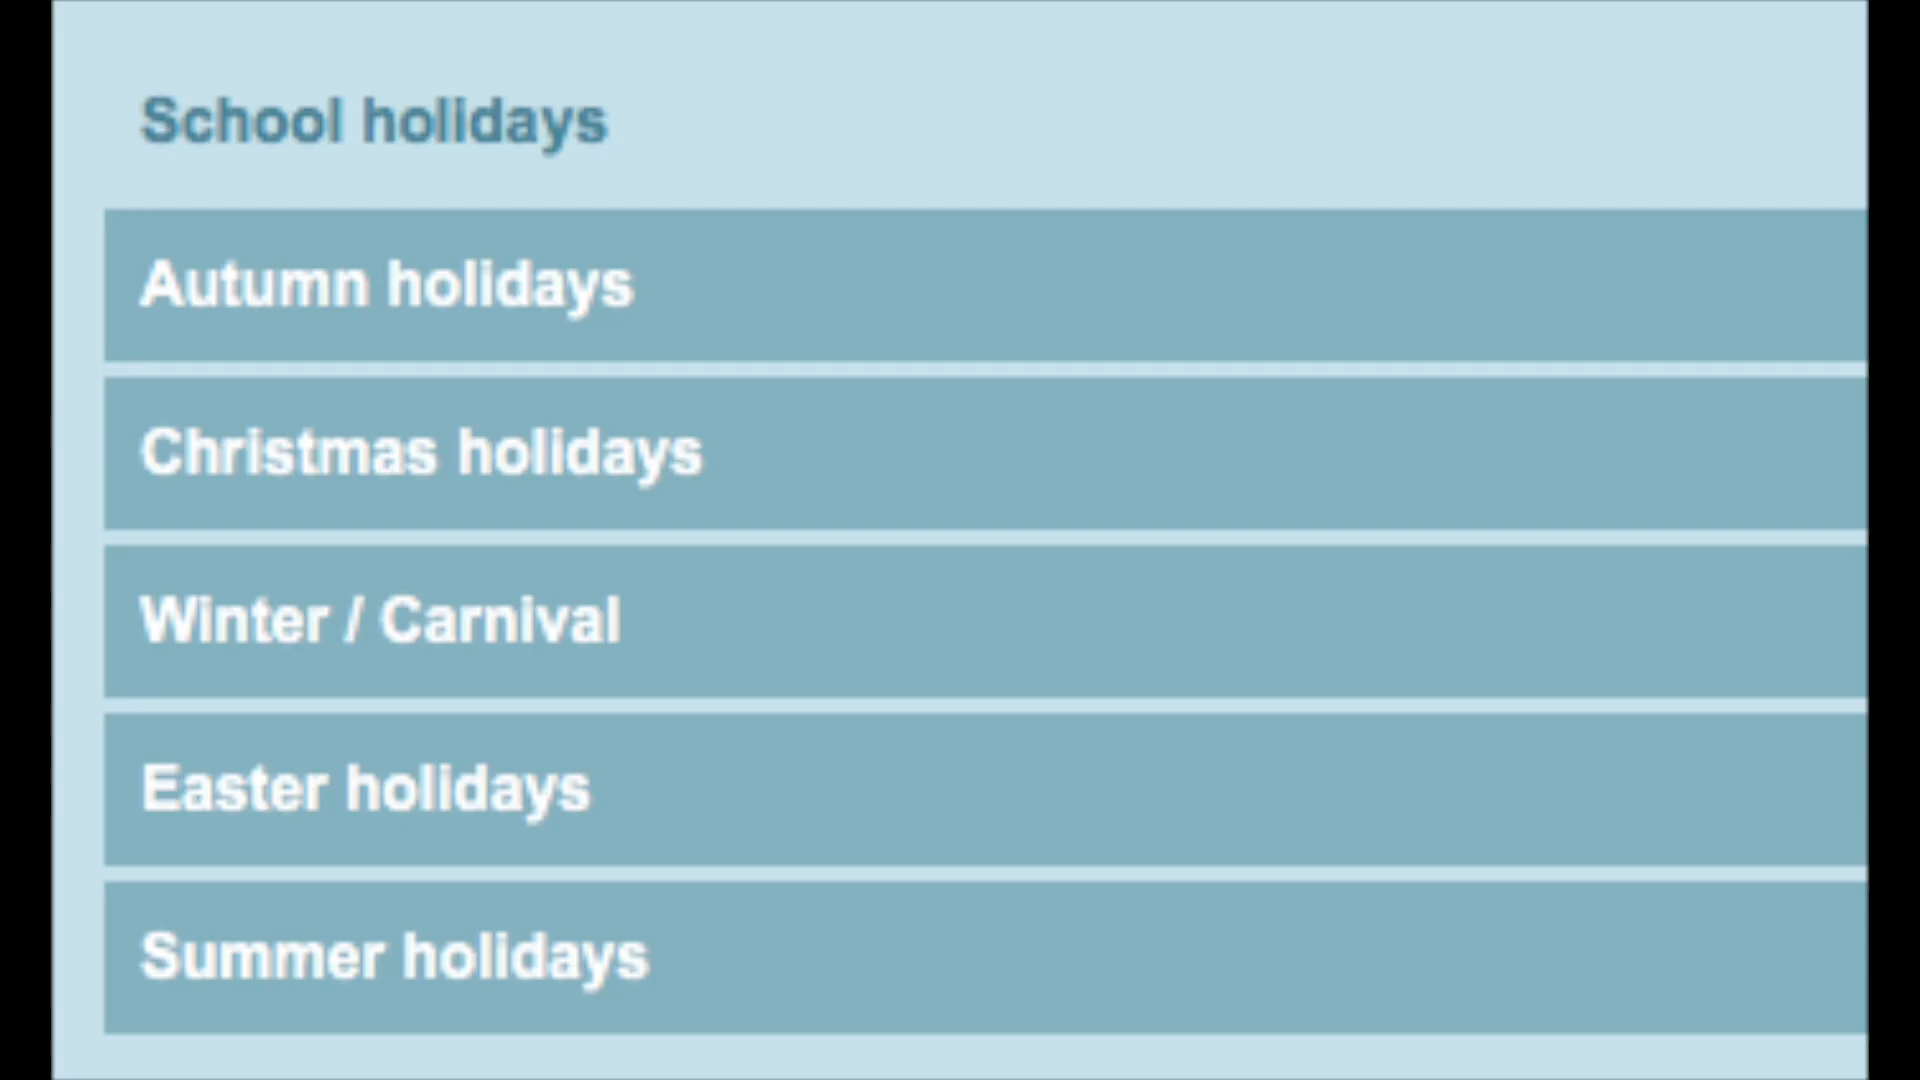 School holidays
Autumn holidays
Christmas holidays
Winter / Carnival
Easter holidays
Summer holidays